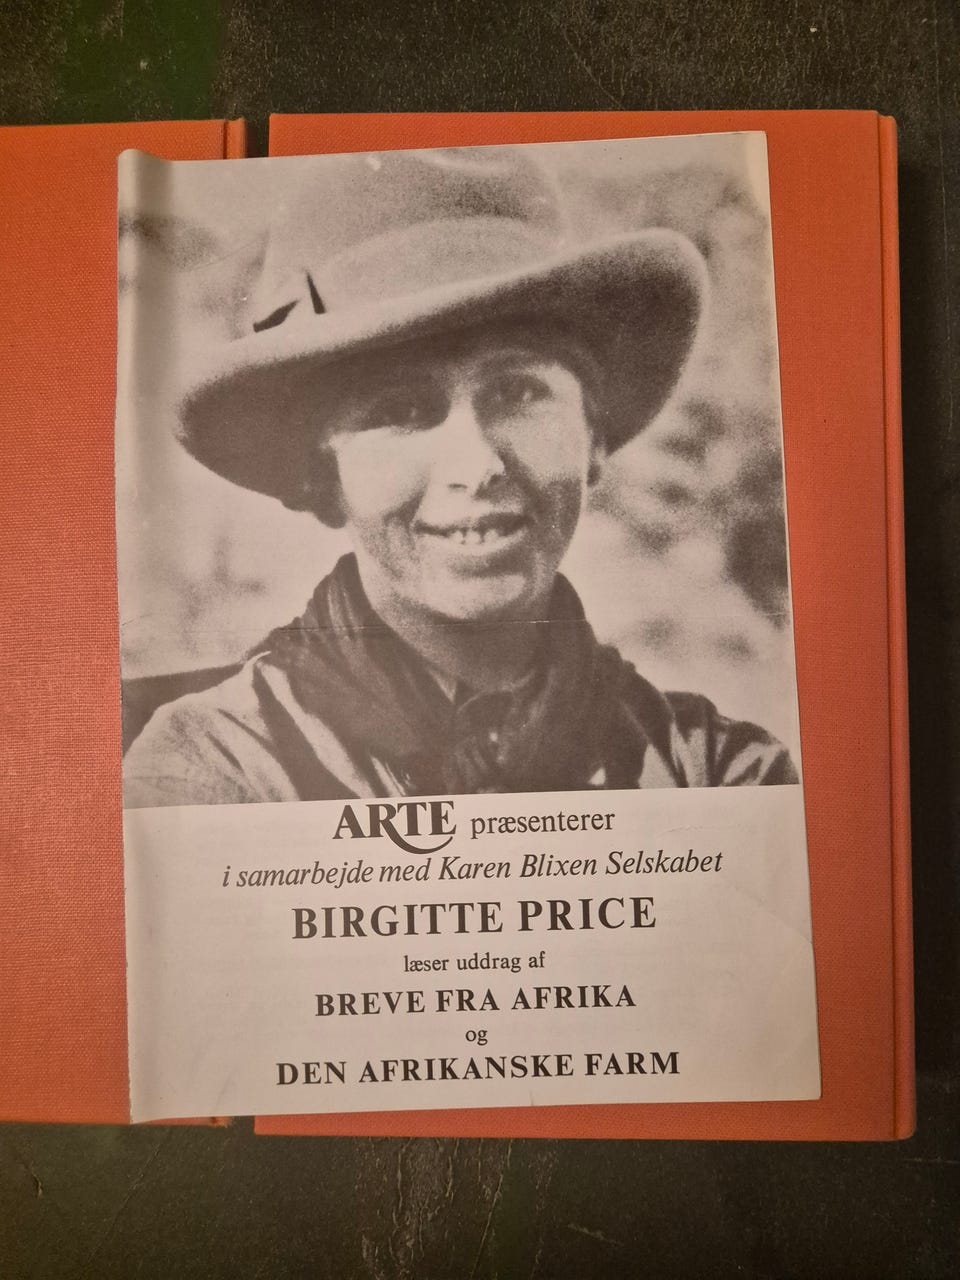 ARTE præsenterer
i samarbejde med Karen Blixen Selskabet
BIRGITTE PRICE
læser uddrag af
BREVE FRA AFRIKA
og
DEN AFRIKANSKE FARM